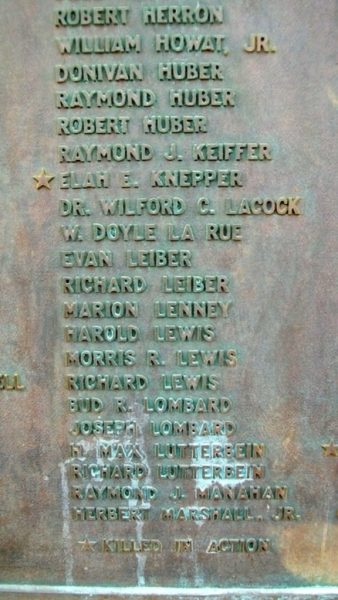 ROBERT HERRON
WILLIAM HOWAT, JR.
DONIVAN HUBER
RAYMOND HUBER
ROBERT HUBER
RAYMOND J. KEIFFER
★ ELAH E. KNEPPER
DR. WILFORD C. LACOCK
W. DOYLE LA RUE
EVAN LEIBER
RICHARD LEIBER
MARION LENNEY
HAROLD LEWIS
MORRIS R. LEWIS
ELL
RICHARD LEWIS
BUD R. LOMBARD
JOSEPH LOMBARD
H. MAX LUTTERBEIN
RICHARD LUTTERBEIN
RAYMOND J. MANAHAN
HERBERT MARSHALL, JR.
★ KILLED IN ACTION